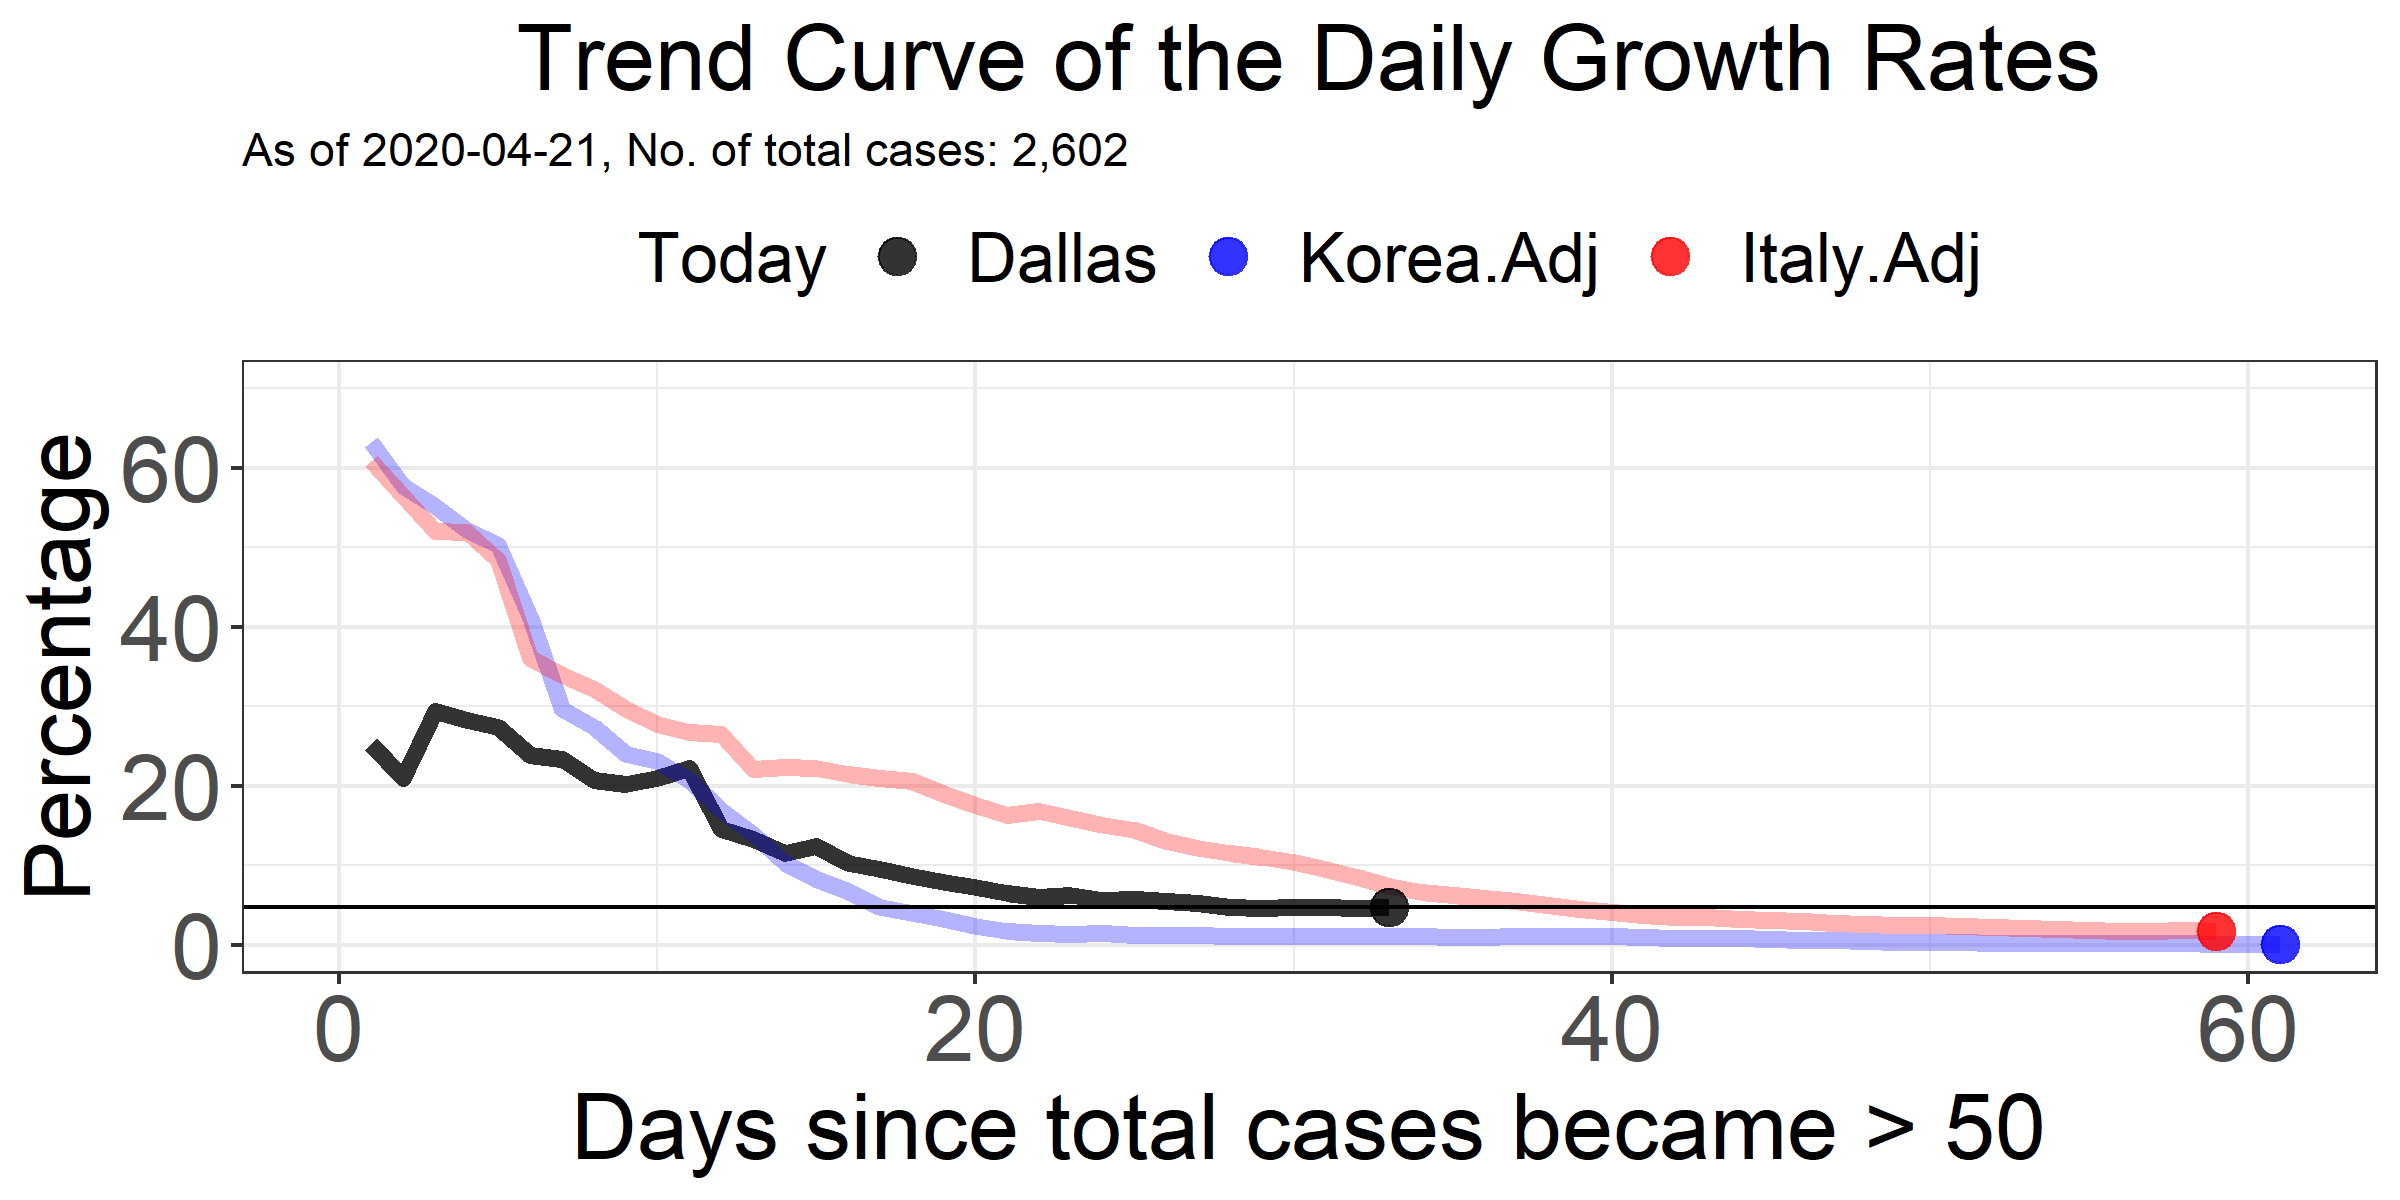 Trend Curve of the Daily Growth Rates
As of 2020-04-21, No. of total cases: 2,602
Today Dallas Korea.Adj Italy.Adj
Percentage
60
40
20
0
0 20 40 60
Days since total cases became > 50